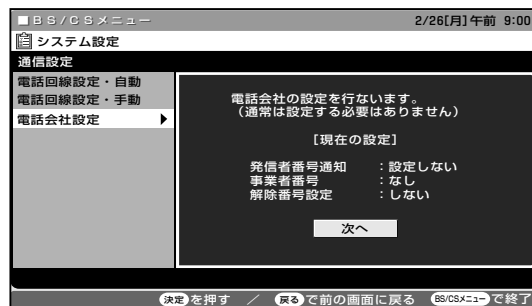 ■BS/CSメニュー 2/26[月]午前 9:00
システム設定
通信設定
電話回線設定・自動
電話回線設定・手動
電話会社設定
電話会社の設定を行ないます。
（通常は設定する必要はありません）
［現在の設定］
発信者番号通知 ：設定しない
事業者番号 ：なし
解除番号設定 ：しない
次へ
決定を押す ／ 戻るで前の画面に戻る BS/CSメニューで終了